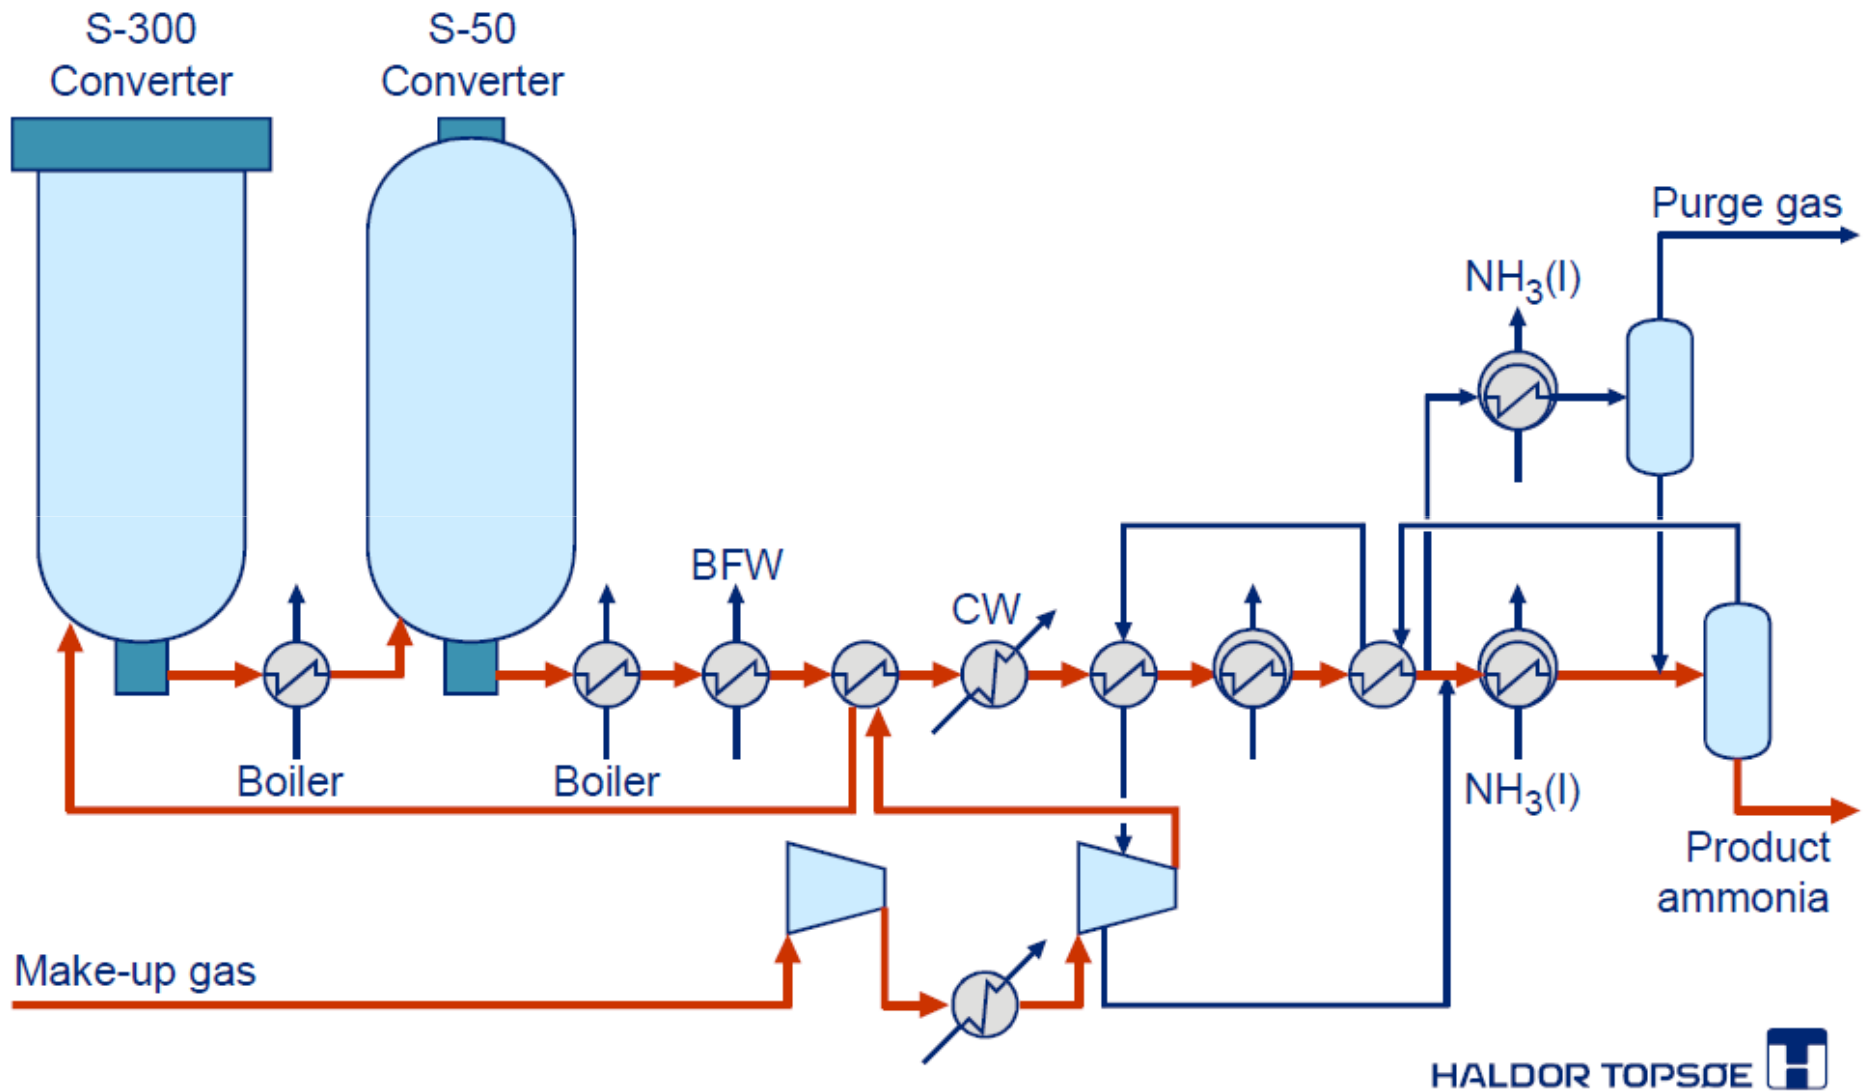 S-300
Converter
S-50
Converter
Purge gas
NH₃(l)
BFW
CW
Boiler
Boiler
NH₃(l)
Product
ammonia
Make-up gas
HALDOR TOPSØE